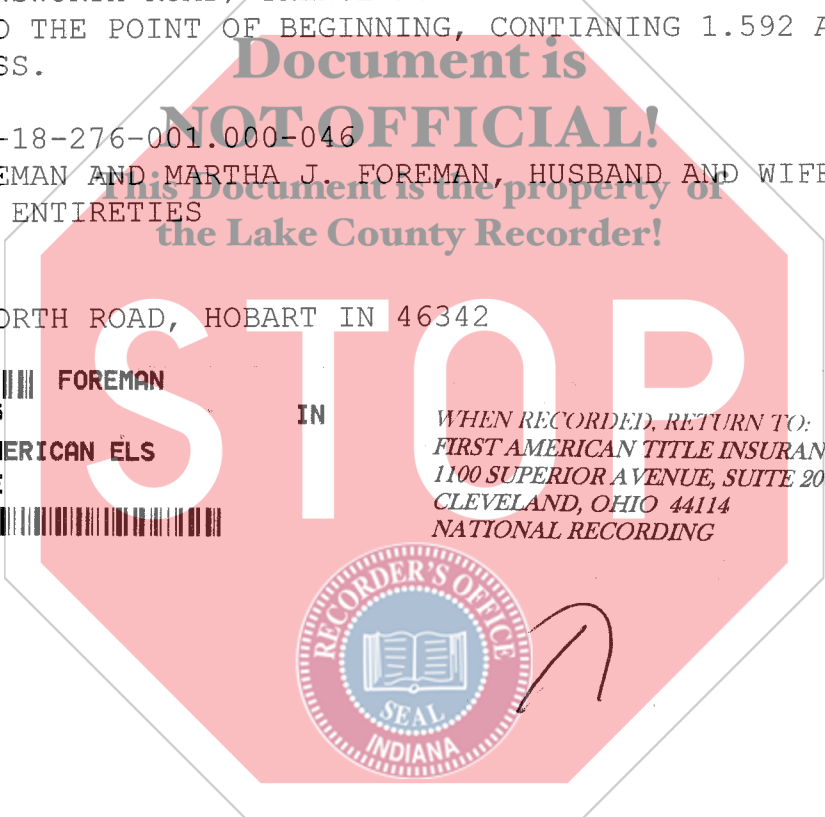 O THE POINT OF BEGINNING, CONTIANING 1.592 A
SS.
Document is
NOT OFFICIAL!
-18-276-001.000-046
EMAN AND MARTHA J. FOREMAN, HUSBAND AND WIFE
This Document is the property of
ENTIRETIES
the Lake County Recorder!
ORTH ROAD, HOBART IN 46342
STOP
FOREMAN
IN
MERICAN ELS
WHEN RECORDED, RETURN TO:
FIRST AMERICAN TITLE INSURAN
1100 SUPERIOR AVENUE, SUITE 20
CLEVELAND, OHIO 44114
NATIONAL RECORDING
RECORDER'S OFFICE
SEAL
INDIANA